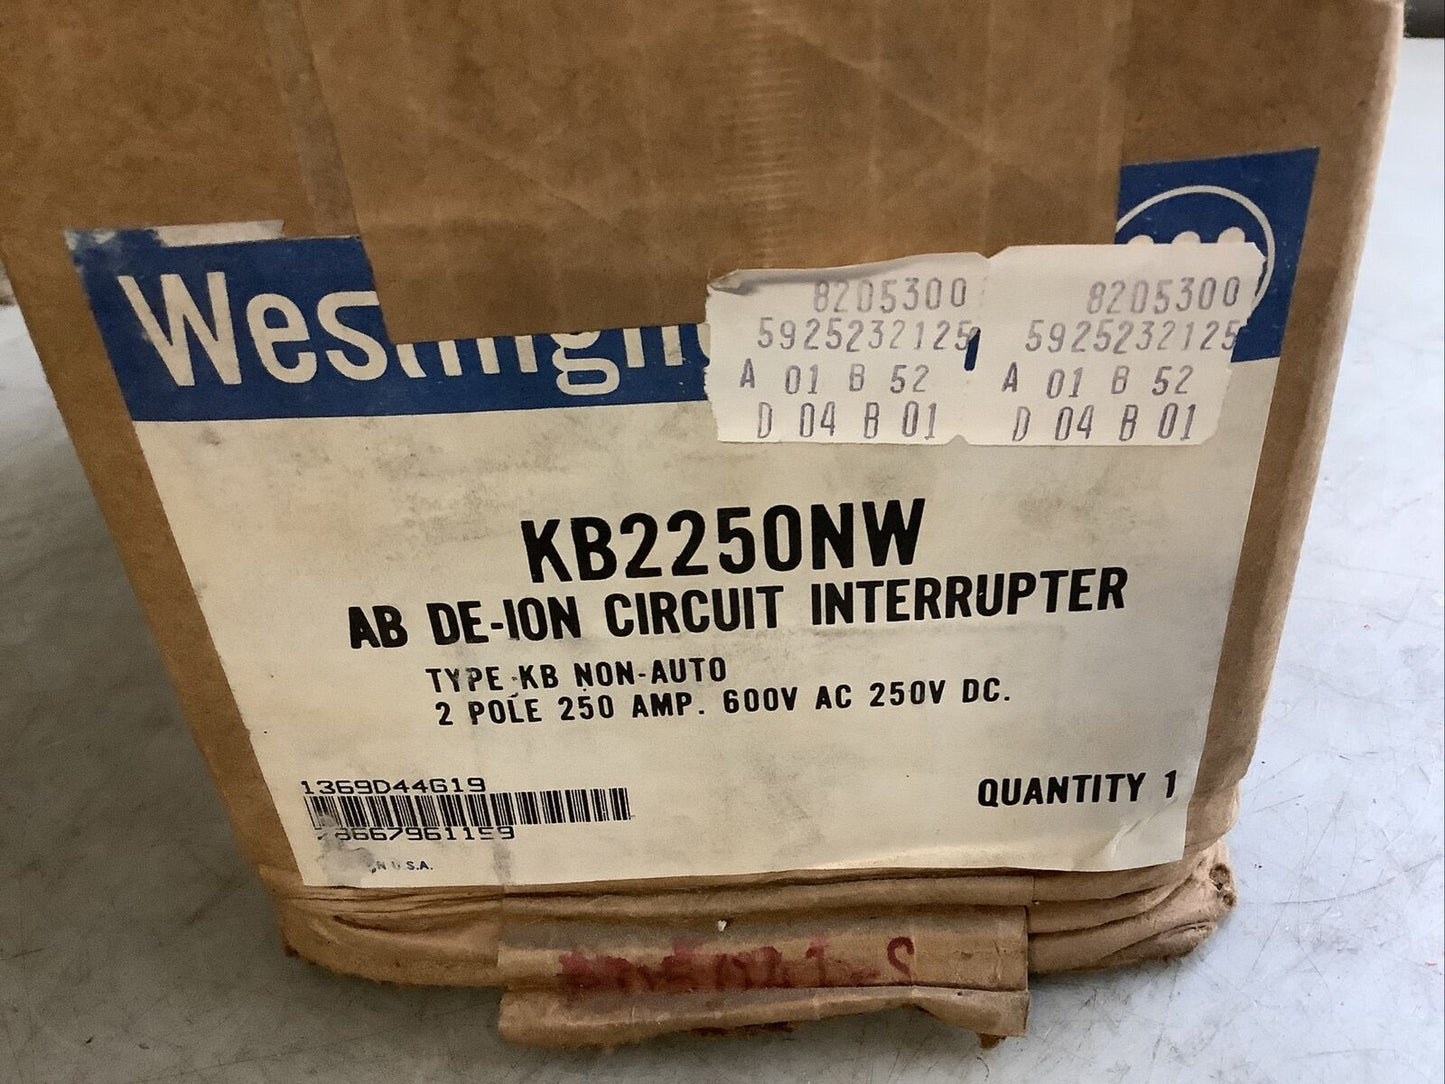 Westingh
8205300 8205300
5925232125 5925232125
A 01 B 52 A 01 B 52
D 04 B 01 D 04 B 01
KB2250NW
AB DE-ION CIRCUIT INTERRUPTER
TYPE KB NON-AUTO
2 POLE 250 AMP. 600V AC 250V DC.
1369D44G19
QUANTITY 1
78667961159
U.S.A.